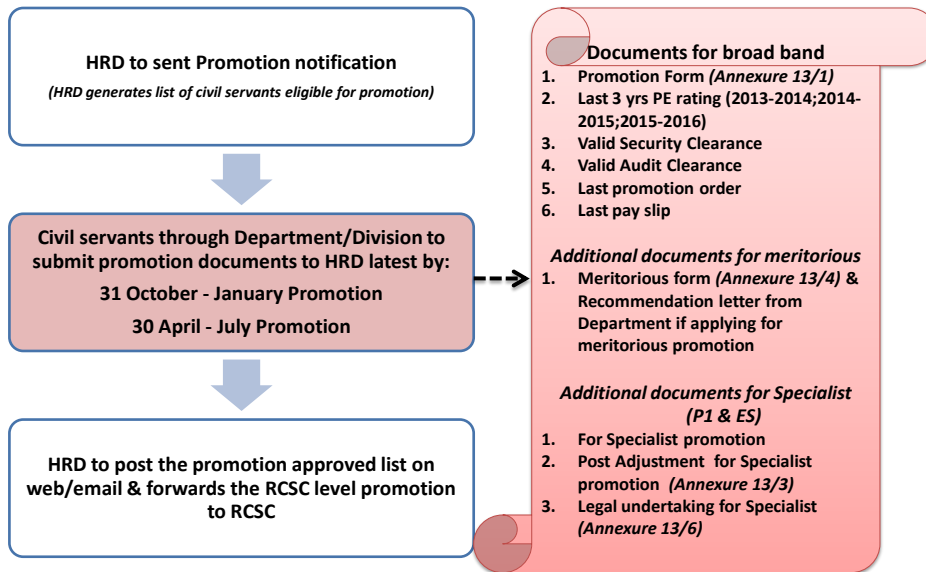 HRD to sent Promotion notification
(HRD generates list of civil servants eligible for promotion)
Civil servants through Department/Division to
submit promotion documents to HRD latest by:
31 October - January Promotion
30 April - July Promotion
HRD to post the promotion approved list on
web/email & forwards the RCSC level promotion
to RCSC
Documents for broad band
1. Promotion Form (Annexure 13/1)
2. Last 3 yrs PE rating (2013-2014;2014-
2015;2015-2016)
3. Valid Security Clearance
4. Valid Audit Clearance
5. Last promotion order
6. Last pay slip
Additional documents for meritorious
1. Meritorious form (Annexure 13/4) &
Recommendation letter from
Department if applying for
meritorious promotion
Additional documents for Specialist
(P1 & ES)
1. For Specialist promotion
2. Post Adjustment for Specialist
promotion (Annexure 13/3)
3. Legal undertaking for Specialist
(Annexure 13/6)